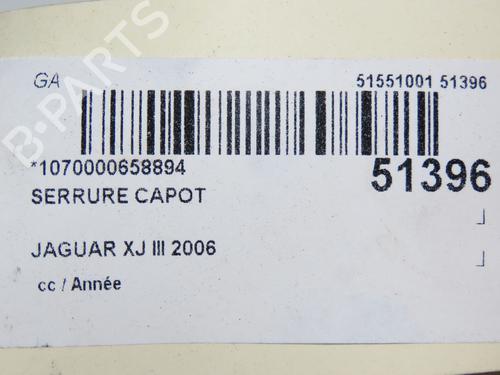 GA 51551001 51396
*1070000658894 51396
SERRURE CAPOT
JAGUAR XJ III 2006
cc / Année
B-PARTS